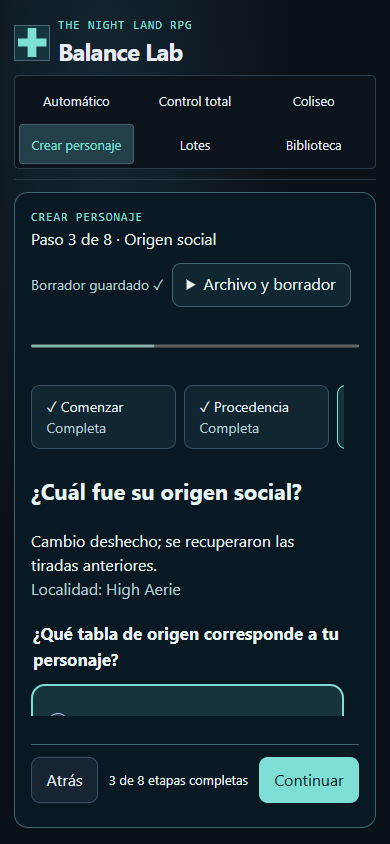 THE NIGHT LAND RPG
Balance Lab
Automático
Control total
Coliseo
Crear personaje
Lotes
Biblioteca
CREAR PERSONAJE
Paso 3 de 8 · Origen social
Borrador guardado ✓
▶ Archivo y borrador
✓ Comenzar
Completa
✓ Procedencia
Completa
¿Cuál fue su origen social?
Cambio deshecho; se recuperaron las
tiradas anteriores.
Localidad: High Aerie
¿Qué tabla de origen corresponde a tu
personaje?
Atrás
3 de 8 etapas completas
Continuar